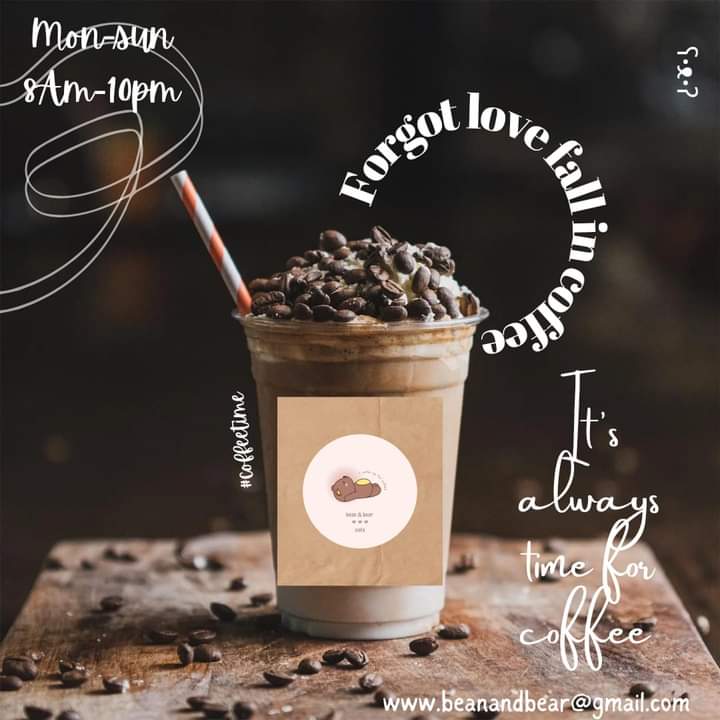 Mon-sun
8Am-10pm
ʕ·ᴥ·ʔ
Forgot love fall in coffee
#Coffeetime
bean & bear
It's
always
time for
coffee
www.beanandbear@gmail.com